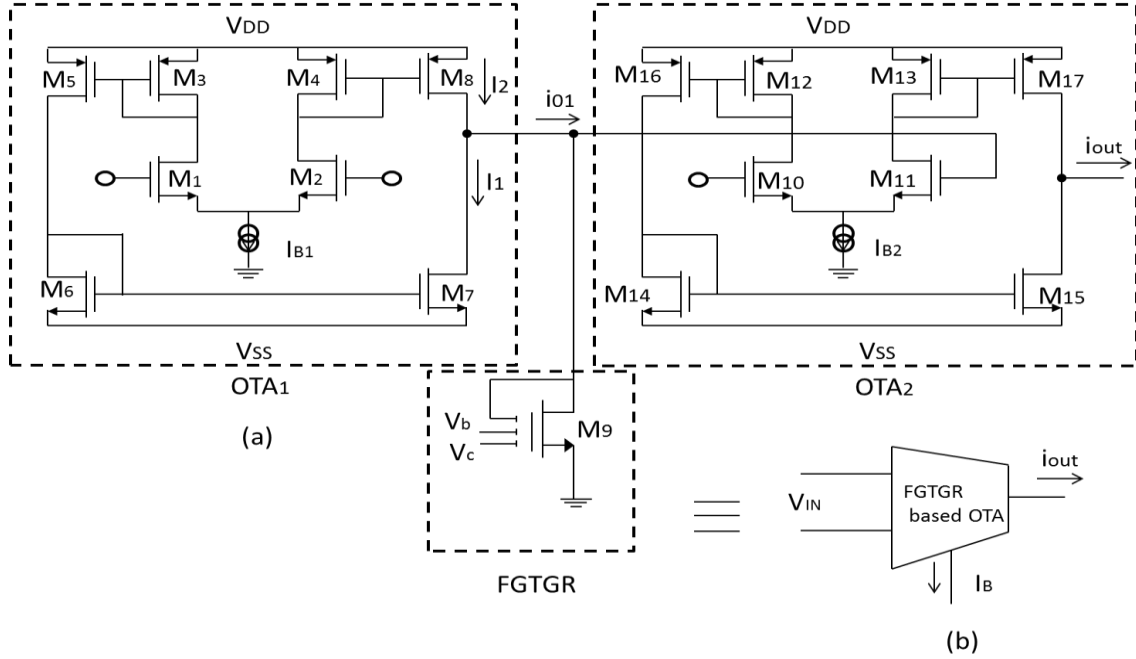 VDD
VDD
M5
M3
M4
M8
I2
i01
M16
M12
M13
M17
M1
M2
I1
M10
M11
iout
IB1
IB2
M6
M7
M14
M15
VSS
VSS
OTA1
OTA2
(a)
Vb
Vc
M9
FGTGR
VIN
FGTGR
based OTA
iout
IB
(b)